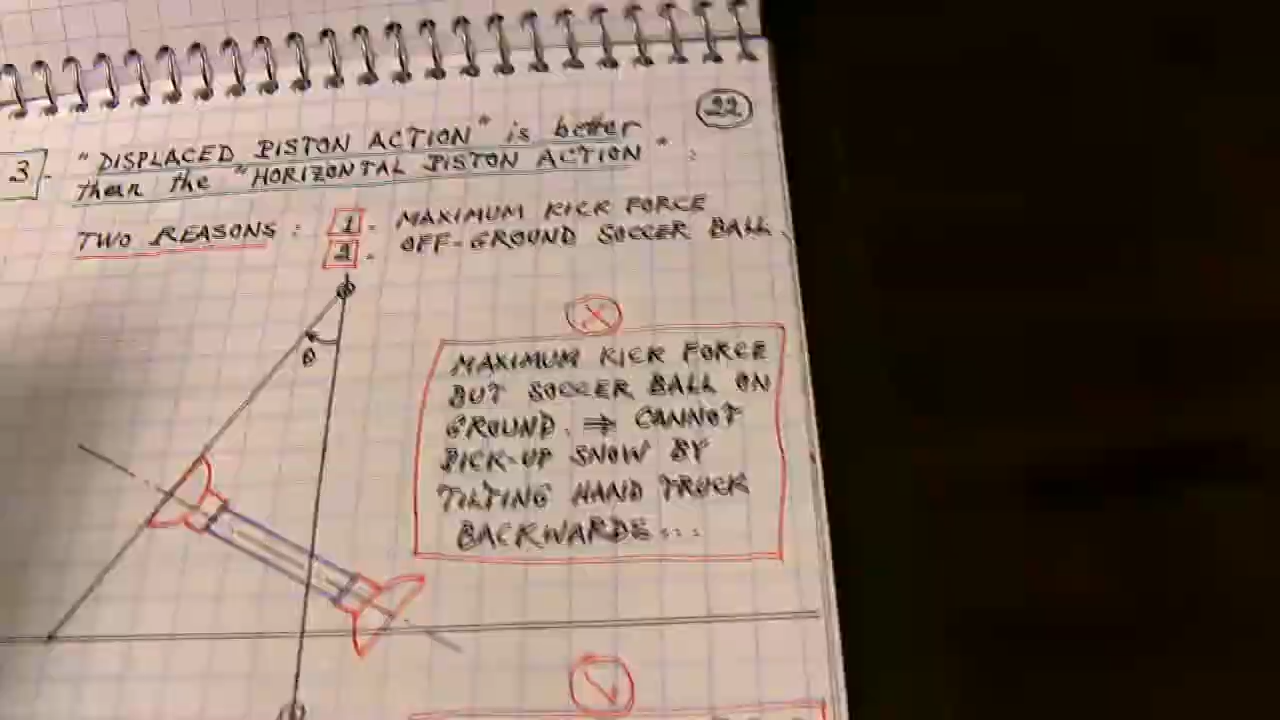 22
3. "DISPLACED PISTON ACTION" is better
than the "HORIZONTAL PISTON ACTION".:
TWO REASONS : 1. MAXIMUM KICK FORCE
2. OFF-GROUND SOCCER BALL.
X
θ
MAXIMUM KICK FORCE
BUT SOCCER BALL ON
GROUND. ⇒ CANNOT
PICK-UP SNOW BY
TILTING HAND TRUCK
BACKWARDS...